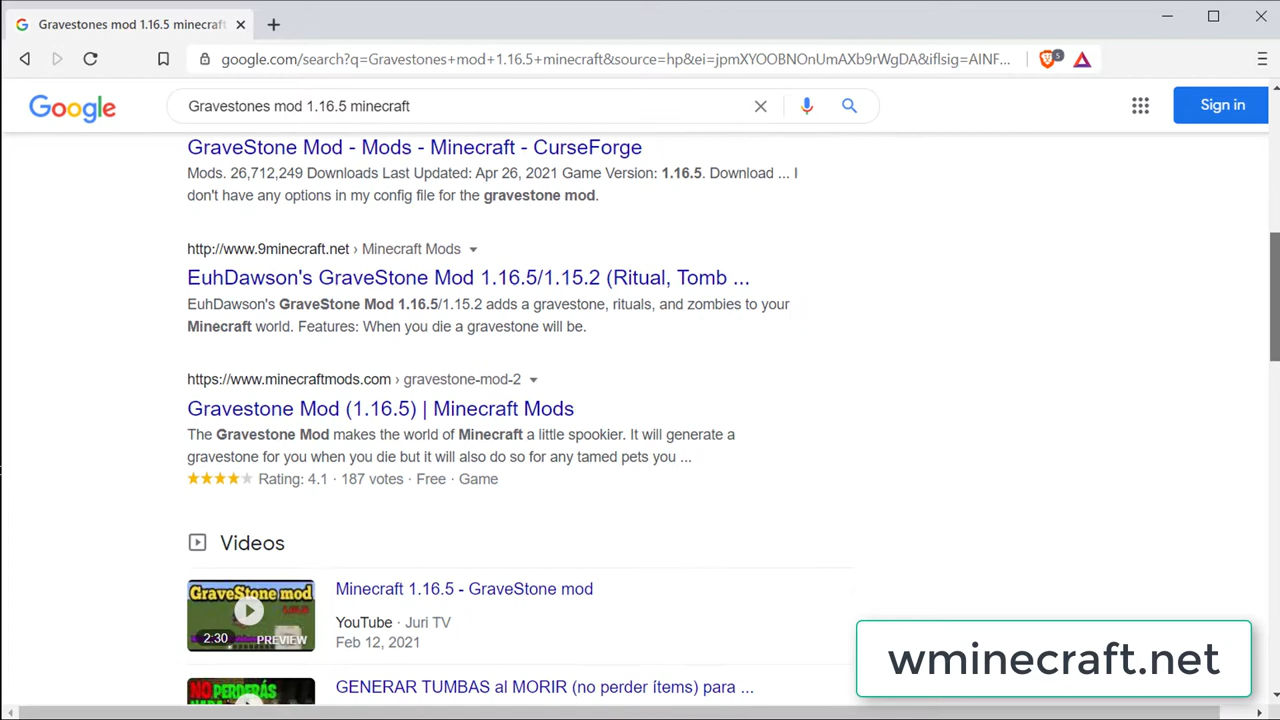 Gravestones mod 1.16.5 minecraft
google.com/search?q=Gravestones+mod+1.16.5+minecraft&source=hp&ei=jpmXYOOBNOnUmAXb9rWgDA&iflsig=AINF...
5
Google
Gravestones mod 1.16.5 minecraft
Sign in
GraveStone Mod - Mods - Minecraft - CurseForge
Mods. 26,712,249 Downloads Last Updated: Apr 26, 2021 Game Version: 1.16.5. Download ... I
don't have any options in my config file for the gravestone mod.
http://www.9minecraft.net › Minecraft Mods
EuhDawson's GraveStone Mod 1.16.5/1.15.2 (Ritual, Tomb ...
EuhDawson's GraveStone Mod 1.16.5/1.15.2 adds a gravestone, rituals, and zombies to your
Minecraft world. Features: When you die a gravestone will be.
https://www.minecraftmods.com › gravestone-mod-2
Gravestone Mod (1.16.5) | Minecraft Mods
The Gravestone Mod makes the world of Minecraft a little spookier. It will generate a
gravestone for you when you die but it will also do so for any tamed pets you ...
Rating: 4.1 · 187 votes · Free · Game
Videos
GraveStone mod
2:30 PREVIEW
Minecraft 1.16.5 - GraveStone mod
YouTube · Juri TV
Feb 12, 2021
NO PERDERÁS
GENERAR TUMBAS al MORIR (no perder ítems) para ...
wminecraft.net